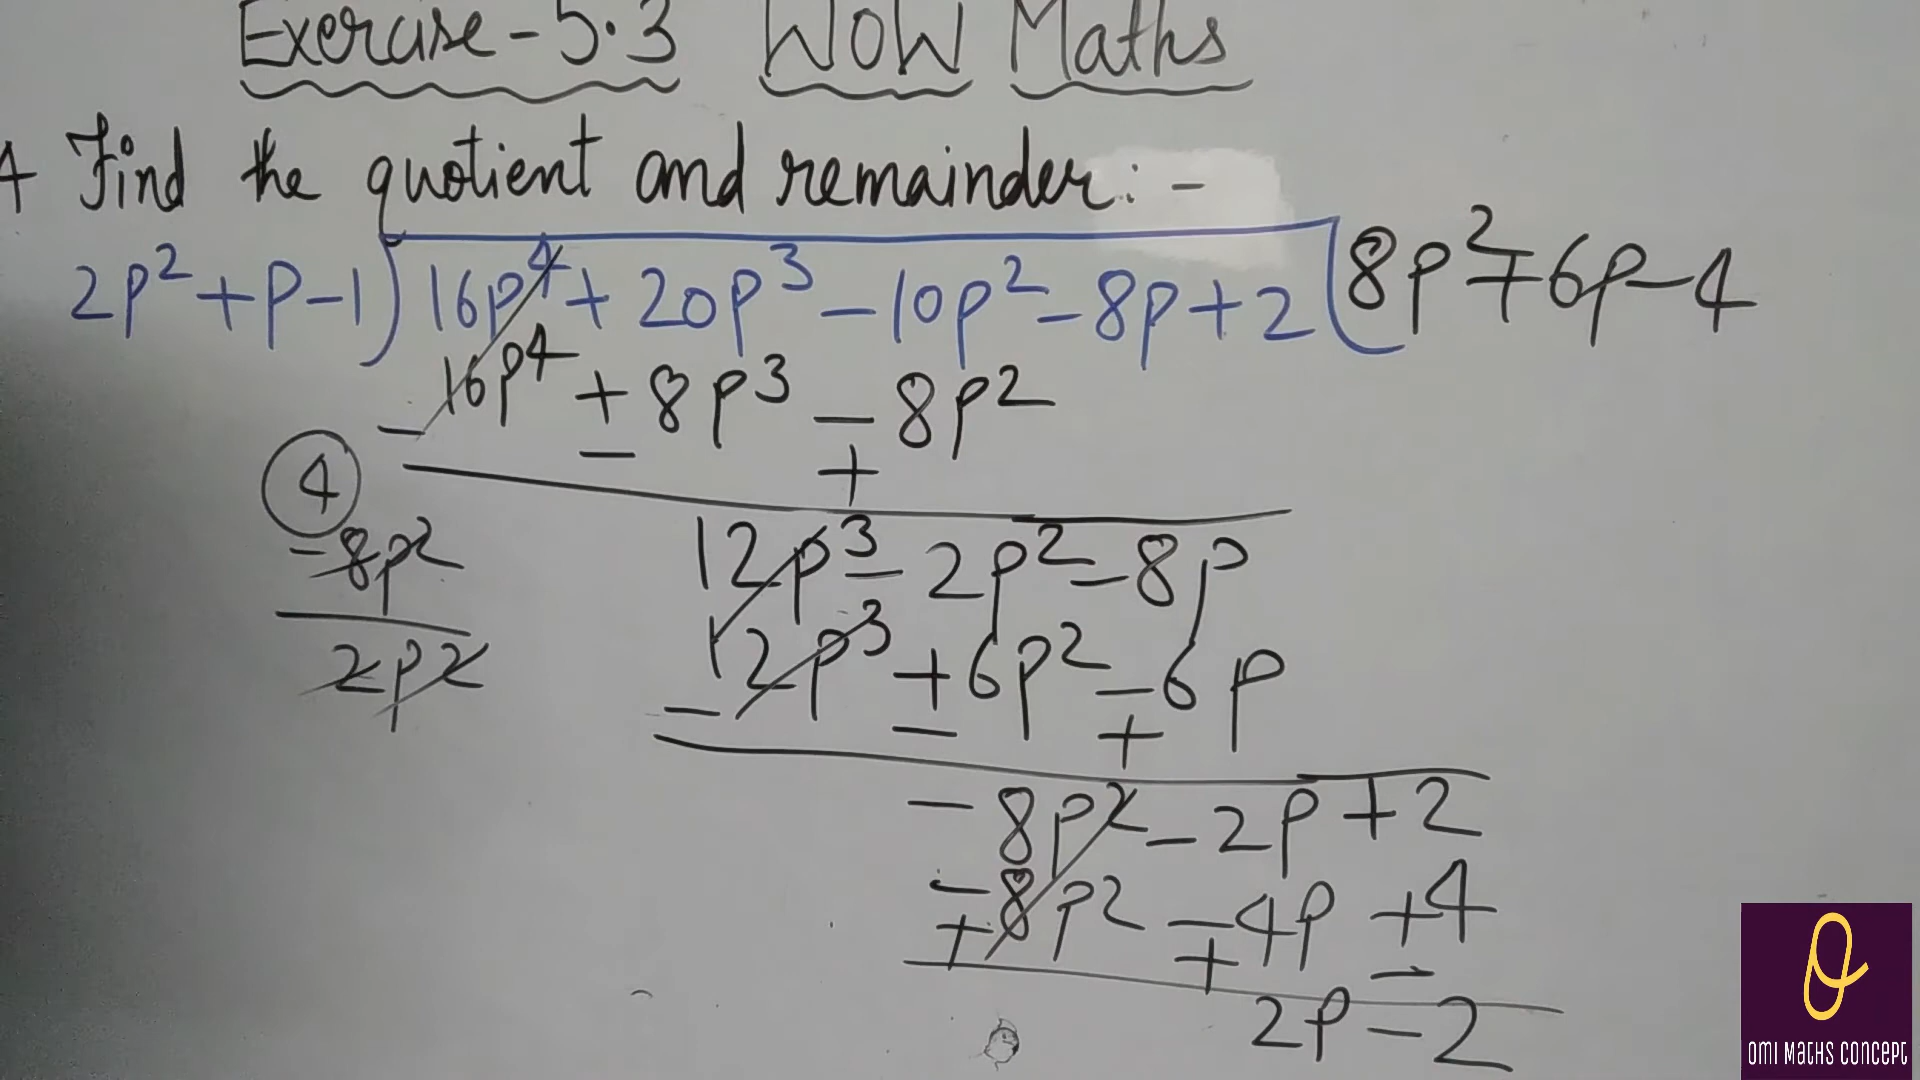 Exercise-5.3 WOW Maths
4 Find the quotient and remainder:-
2p²+p-1)16p⁴+20p³-10p²-8p+2(8p²+6p-4
16p⁴+8p³-8p²
- - +
4
12p³-2p²-8p
-8p²
12p³+6p²-6p
2p²
- - +
-8p²-2p+2
-8p²-4p+4
+ + -
2p-2
OMI MATHS CONCEPT